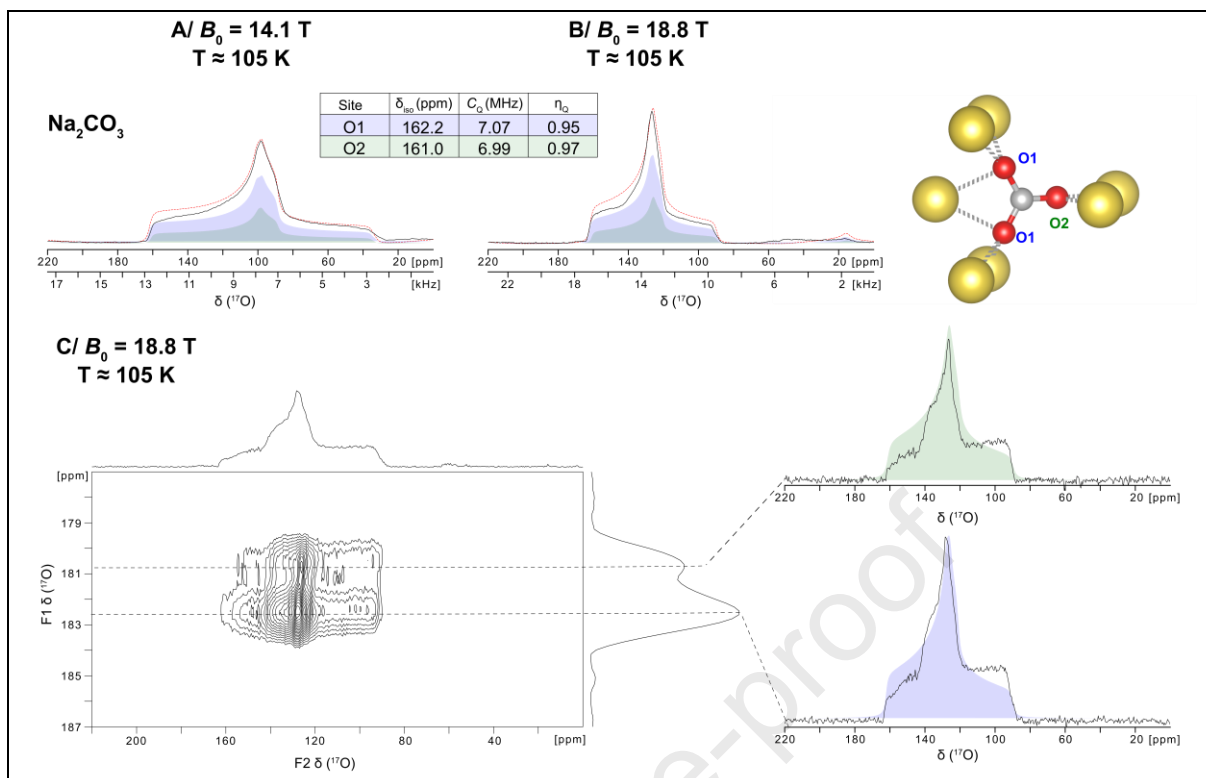 A/ B₀ = 14.1 T
T ≈ 105 K
B/ B₀ = 18.8 T
T ≈ 105 K
Na₂CO₃
Site δiso (ppm) CQ (MHz) ηQ
O1 162.2 7.07 0.95
O2 161.0 6.99 0.97
O1
O2
O1
220 180 140 100 60 20 [ppm]
17 15 13 11 9 7 5 3 [kHz]
δ (¹⁷O)
220 180 140 100 60 20 [ppm]
22 18 14 10 6 2 [kHz]
δ (¹⁷O)
C/ B₀ = 18.8 T
T ≈ 105 K
[ppm]
179
181
183
185
187
F1 δ (¹⁷O)
200 160 120 80 40 [ppm]
F2 δ (¹⁷O)
220 180 140 100 60 20 [ppm]
δ (¹⁷O)
220 180 140 100 60 20 [ppm]
δ (¹⁷O)
e-proof